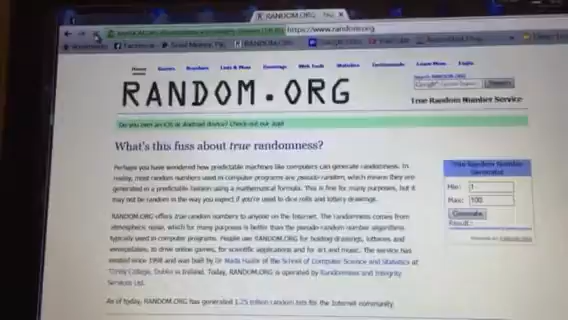 RANDOM.ORG
https://www.random.org
Facebook
Send Money, Pay
RANDOM.ORG
YouTube
Home Games Numbers Lists & More Drawings Web Tools Statistics Testimonials Learn More Login
Search RANDOM.ORG
RANDOM.ORG
Search
True Random Number Service
Do you own an iOS or Android device? Check out our app!
What's this fuss about true randomness?
Perhaps you have wondered how predictable machines like computers can generate randomness. In
reality, most random numbers used in computer programs are pseudo-random, which means they are
generated in a predictable fashion using a mathematical formula. This is fine for many purposes, but it
may not be random in the way you expect if you're used to dice rolls and lottery drawings.
RANDOM.ORG offers true random numbers to anyone on the Internet. The randomness comes from
atmospheric noise, which for many purposes is better than the pseudo-random number algorithms
typically used in computer programs. People use RANDOM.ORG for holding drawings, lotteries and
sweepstakes, to drive online games, for scientific applications and for art and music. The service has
existed since 1998 and was built by Dr Mads Haahr of the School of Computer Science and Statistics at
Trinity College, Dublin in Ireland. Today, RANDOM.ORG is operated by Randomness and Integrity
Services Ltd.
As of today, RANDOM.ORG has generated 1.25 trillion random bits for the Internet community.
True Random Number
Generator
Min: 1
Max: 100
Generate
Result: